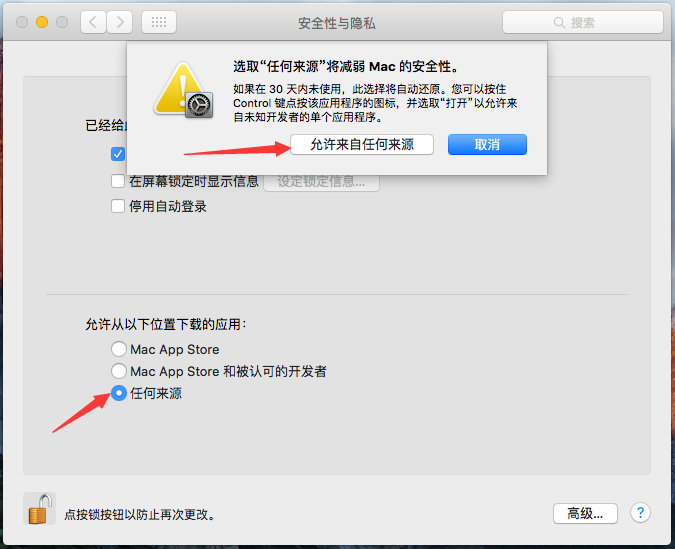 安全性与隐私
搜索
选取“任何来源”将减弱 Mac 的安全性。
如果在 30 天内未使用，此选择将自动还原。您可以按住
Control 键点按该应用程序的图标，并选取“打开”以允许来
自未知开发者的单个应用程序。
允许来自任何来源
取消
已经给
在屏幕锁定时显示信息
设定锁定信息...
停用自动登录
允许从以下位置下载的应用：
Mac App Store
Mac App Store 和被认可的开发者
任何来源
点按锁按钮以防止再次更改。
高级...
?